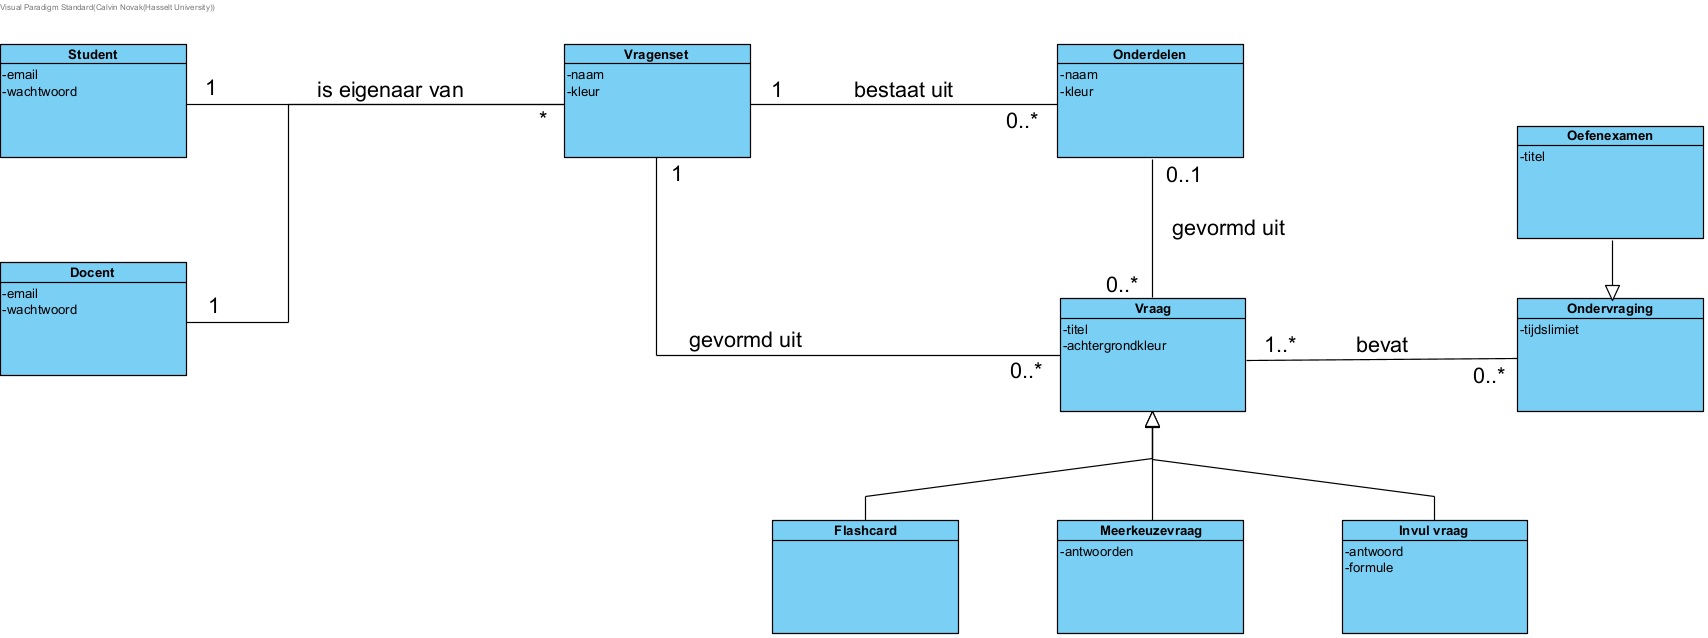 Visual Paradigm Standard(Calvin Novak(Hasselt University))
Student
-email
-wachtwoord
1
is eigenaar van
*
Vragenset
-naam
-kleur
1
bestaat uit
0..*
Onderdelen
-naam
-kleur
Oefenexamen
-titel
1
0..1
gevormd uit
0..*
Docent
-email
-wachtwoord
1
gevormd uit
0..*
Vraag
-titel
-achtergrondkleur
1..*
bevat
0..*
Ondervraging
-tijdslimiet
Flashcard
Meerkeuzevraag
-antwoorden
Invul vraag
-antwoord
-formule